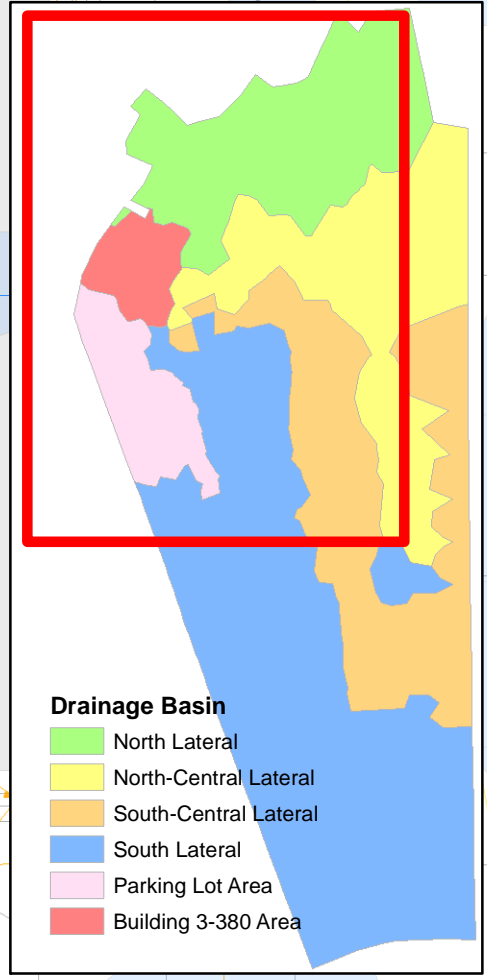 Drainage Basin
North Lateral
North-Central Lateral
South-Central Lateral
South Lateral
Parking Lot Area
Building 3-380 Area